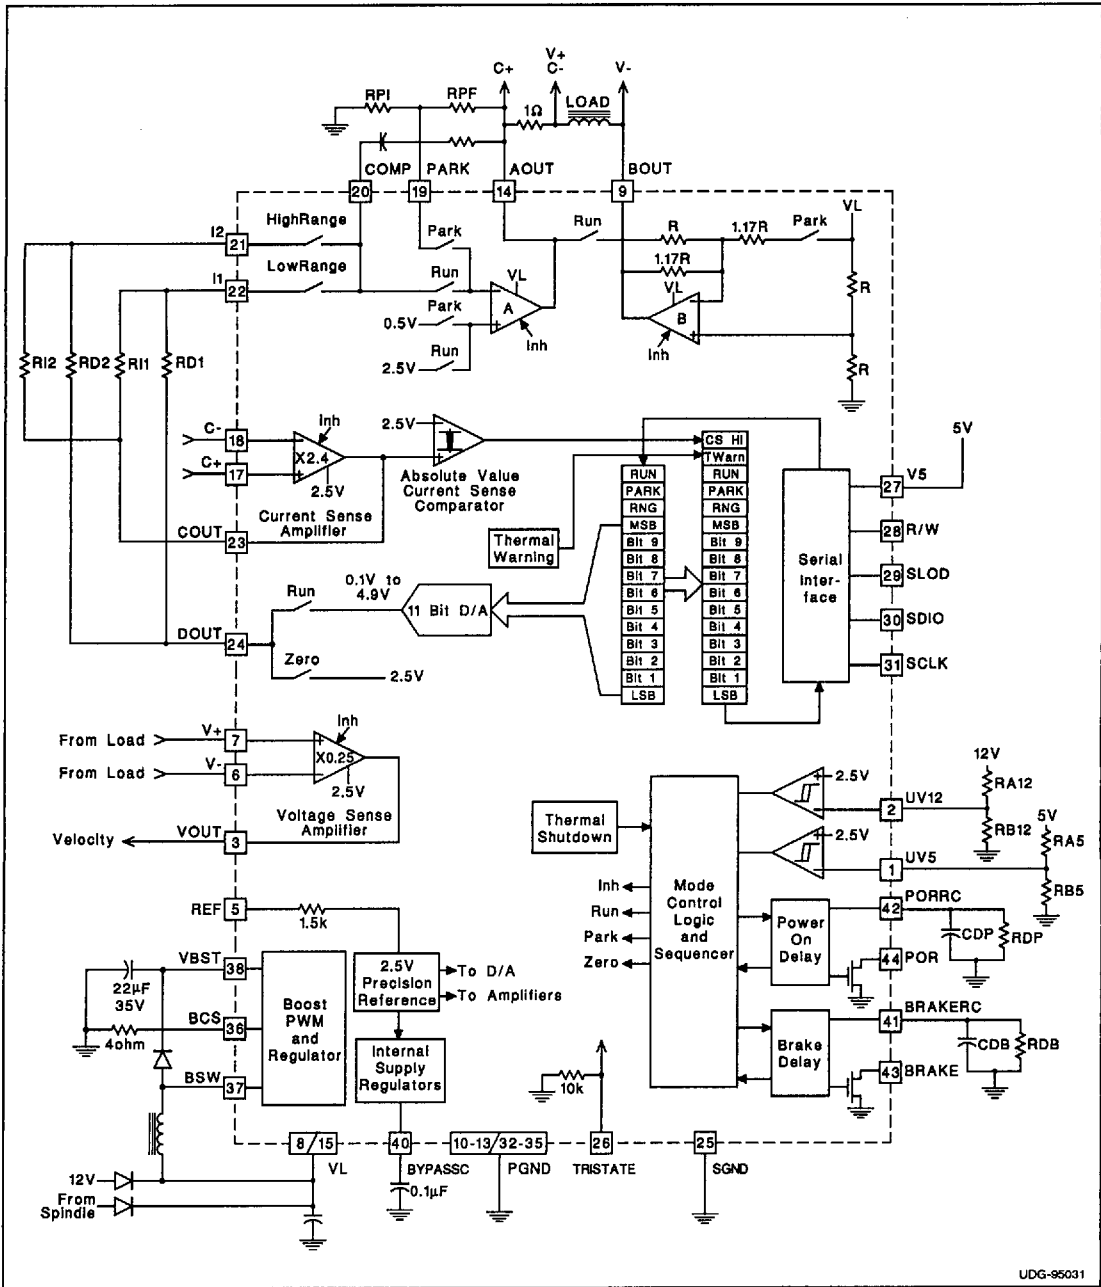 V+
C+ C- V-
RPI RPF
1Ω LOAD
COMP PARK AOUT BOUT
20 19 14 9
HighRange
I2
21
LowRange
I1
22
Park
Run
VL
A
Inh
Park
0.5V
Run
2.5V
Run R 1.17R Park VL
1.17R
VL
B
Inh
R
R
RI2 RD2 RI1 RD1
C-
18
C+
17
Inh
X2.4
2.5V
Current Sense
Amplifier
COUT
23
2.5V
Absolute Value
Current Sense
Comparator
Thermal
Warning
RUN
PARK
RNG
MSB
Bit 9
Bit 8
Bit 7
Bit 6
Bit 5
Bit 4
Bit 3
Bit 2
Bit 1
LSB
CS HI
TWarn
RUN
PARK
RNG
MSB
Bit 9
Bit 8
Bit 7
Bit 6
Bit 5
Bit 4
Bit 3
Bit 2
Bit 1
LSB
Serial
Inter-
face
5V
27 V5
28 R/W
29 SLOD
30 SDIO
31 SCLK
Run
0.1V to
4.9V
11 Bit D/A
DOUT
24
Zero
2.5V
From Load V+
7
From Load V-
6
Inh
X0.25
2.5V
Voltage Sense
Amplifier
Velocity VOUT
3
Thermal
Shutdown
Mode
Control
Logic
and
Sequencer
Inh
Run
Park
Zero
2.5V
2.5V
12V
RA12
2 UV12
RB12
5V
RA5
1 UV5
RB5
Power
On
Delay
42 PORRC
CDP RDP
44 POR
Brake
Delay
41 BRAKERC
CDB RDB
43 BRAKE
REF
5
1.5k
2.5V
Precision
Reference
To D/A
To Amplifiers
Internal
Supply
Regulators
VBST
38
22μF
35V
BCS
36
4ohm
BSW
37
Boost
PWM
and
Regulator
10k
8/15 40 10-13/32-35 26 25
VL BYPASSC PGND TRISTATE SGND
12V
From
Spindle
0.1μF
UDG-95031